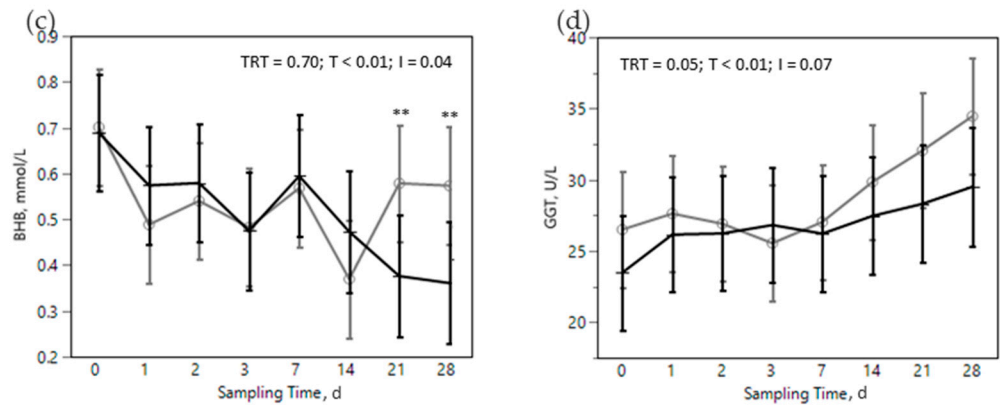 (c)
0.9
0.8
0.7
0.6
0.5
0.4
0.3
0.2
BHB, mmol/L
TRT = 0.70; T < 0.01; I = 0.04
** **
0 1 2 3 7 14 21 28
Sampling Time, d
(d)
40
35
30
25
20
GGT, U/L
TRT = 0.05; T < 0.01; I = 0.07
0 1 2 3 7 14 21 28
Sampling Time, d